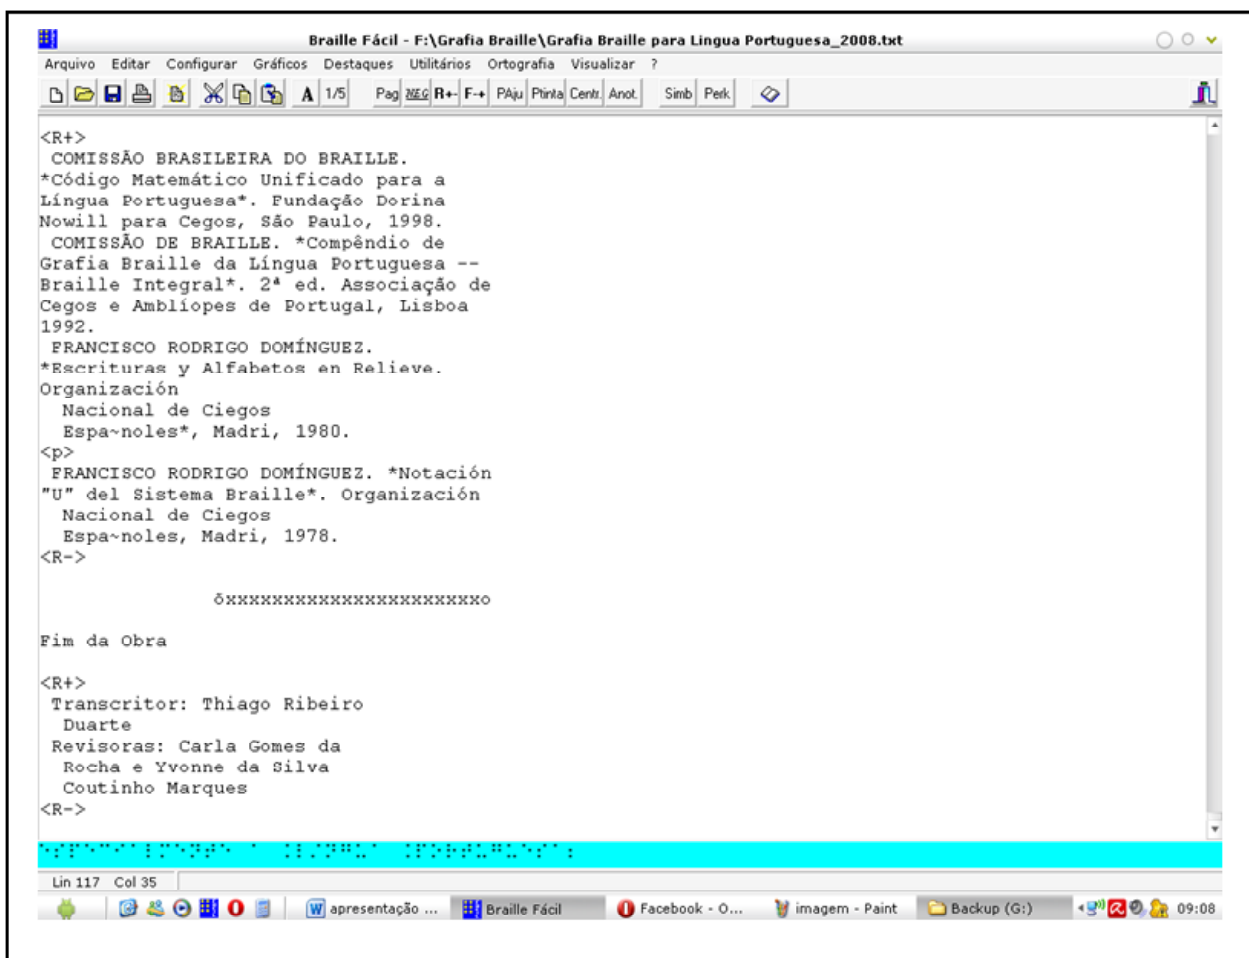 Braille Fácil - F:\Grafia Braille\Grafia Braille para Lingua Portuguesa_2008.txt
Arquivo Editar Configurar Gráficos Destaques Utilitários Ortografia Visualizar ?
A 1/5 Pag NEG R+- F-+ PAju Ptinta Centr. Anot. Simb Perk
<R+>
COMISSÃO BRASILEIRA DO BRAILLE.
*Código Matemático Unificado para a
Língua Portuguesa*. Fundação Dorina
Nowill para Cegos, São Paulo, 1998.
COMISSÃO DE BRAILLE. *Compêndio de
Grafia Braille da Língua Portuguesa --
Braille Integral*. 2ª ed. Associação de
Cegos e Amblíopes de Portugal, Lisboa
1992.
FRANCISCO RODRIGO DOMÍNGUEZ.
*Escrituras y Alfabetos en Relieve.
Organización
Nacional de Ciegos
Espa~noles*, Madri, 1980.
<p>
FRANCISCO RODRIGO DOMÍNGUEZ. *Notación
"U" del Sistema Braille*. Organización
Nacional de Ciegos
Espa~noles, Madri, 1978.
<R->
õxxxxxxxxxxxxxxxxxxxxxxo
Fim da Obra
<R+>
Transcritor: Thiago Ribeiro
Duarte
Revisoras: Carla Gomes da
Rocha e Yvonne da Silva
Coutinho Marques
<R->
Lin 117 Col 35
apresentação ... Braille Fácil Facebook - O... imagem - Paint Backup (G:) 09:08